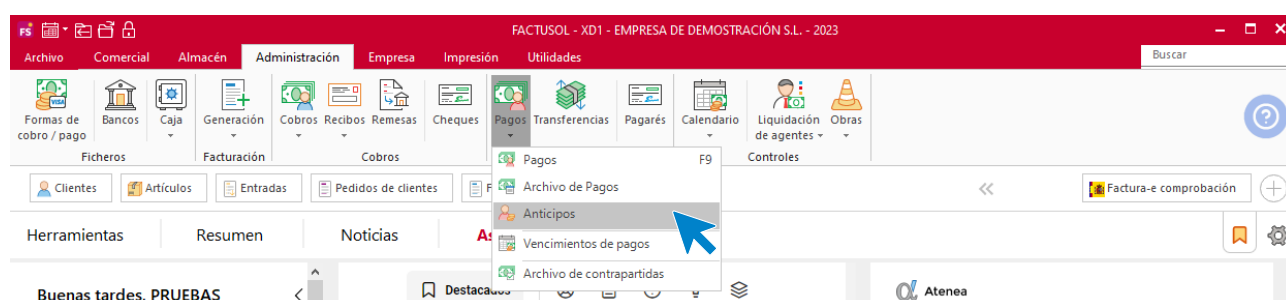 FS
FACTUSOL - XD1 - EMPRESA DE DEMOSTRACIÓN S.L. - 2023
Archivo Comercial Almacén Administración Empresa Impresión Utilidades Buscar
Formas de cobro / pago
Bancos
Caja
Generación
Cobros
Recibos
Remesas
Cheques
Pagos
Transferencias
Pagarés
Calendario
Liquidación de agentes
Obras
?
Ficheros Facturación Cobros Controles
Pagos F9
Archivo de Pagos
Anticipos
Vencimientos de pagos
Archivo de contrapartidas
Clientes Artículos Entradas Pedidos de clientes F Factura-e comprobación
Herramientas Resumen Noticias As
Buenas tardes, PRUEBAS
Destacados
Atenea